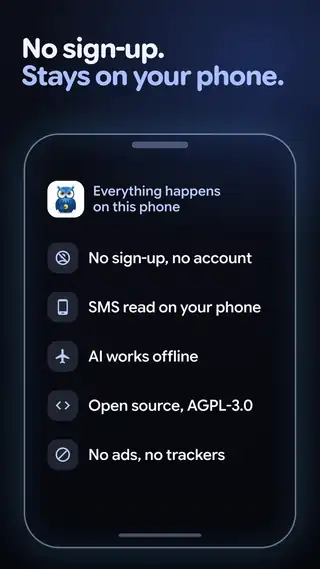 No sign-up.
Stays on your phone.
Everything happens
on this phone
No sign-up, no account
SMS read on your phone
AI works offline
Open source, AGPL-3.0
No ads, no trackers